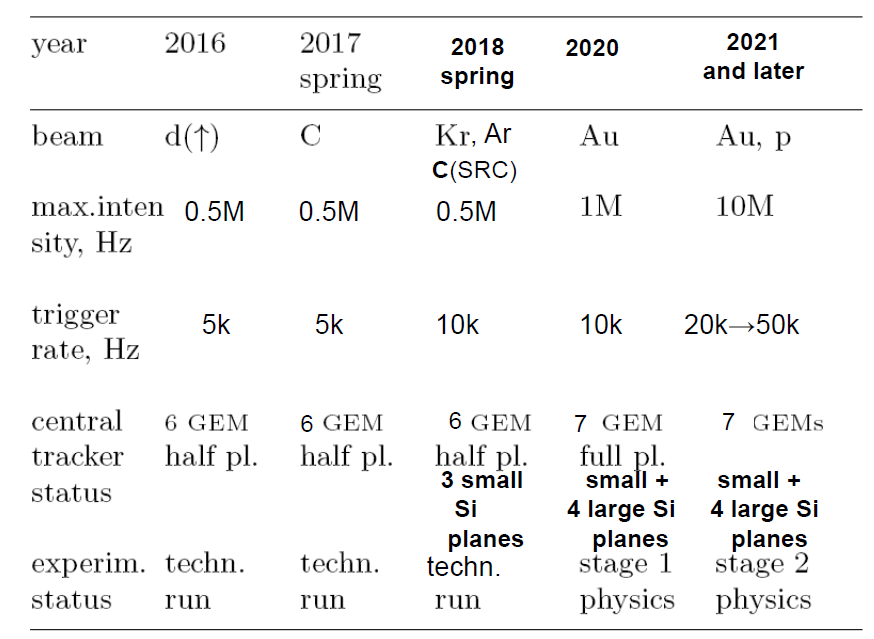 year 2016 2017 2018 2020 2021
spring spring and later
beam d(↑) C Kr, Ar Au Au, p
C(SRC)
max.inten 0.5M 0.5M 0.5M 1M 10M
sity, Hz
trigger 5k 5k 10k 10k 20k→50k
rate, Hz
central 6 GEM 6 GEM 6 GEM 7 GEM 7 GEMs
tracker half pl. half pl. half pl. full pl.
status 3 small small + small +
Si 4 large Si 4 large Si
planes planes planes
experim. techn. techn. techn. stage 1 stage 2
status run run run physics physics